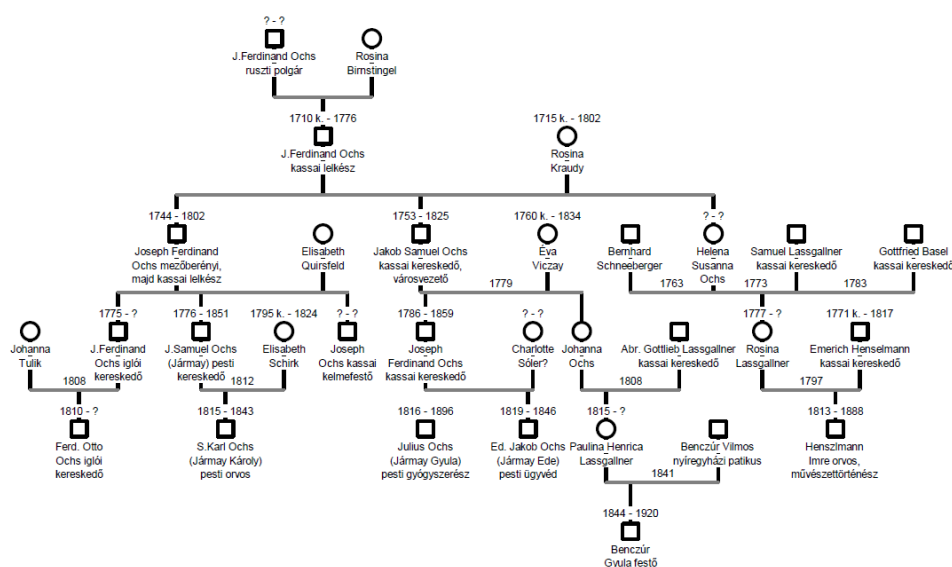 ? - ?
J.Ferdinand Ochs
ruszti polgár
Rosina
Birnstingel
1710 k. - 1776
J.Ferdinand Ochs
kassai lelkész
1715 k. - 1802
Rosina
Kraudy
1744 - 1802
Joseph Ferdinand
Ochs mezőberényi,
majd kassai lelkész
Elisabeth
Quirsfeld
1753 - 1825
Jakob Samuel Ochs
kassai kereskedő,
városvezető
1760 k. - 1834
Éva
Viczay
Bernhard
Schneeberger
? - ?
Helena
Susanna
Ochs
Samuel Lassgallner
kassai kereskedő
Gottfried Basel
kassai kereskedő
1779
1763
1773
1783
Johanna
Tulik
1775 - ?
J.Ferdinand
Ochs iglói
kereskedő
1776 - 1851
J.Samuel Ochs
(Jármay) pesti
kereskedő
1795 k. - 1824
Elisabeth
Schirk
? - ?
Joseph
Ochs kassai
kelmefestő
1786 - 1859
Joseph
Ferdinand Ochs
kassai kereskedő
? - ?
Charlotte
Sóler?
Johanna
Ochs
Abr. Gottlieb Lassgallner
kassai kereskedő
1777 - ?
Rosina
Lassgallner
1771 k. - 1817
Emerich Henselmann
kassai kereskedő
1808
1812
1808
1797
1810 - ?
Ferd. Otto
Ochs iglói
kereskedő
1815 - 1843
S.Karl Ochs
(Jármay Károly)
pesti orvos
1816 - 1896
Julius Ochs
(Jármay Gyula)
pesti gyógyszerész
1819 - 1846
Ed. Jakob Ochs
(Jármay Ede)
pesti ügyvéd
1815 - ?
Paulina Henrica
Lassgallner
Benczúr Vilmos
nyíregyházi patikus
1813 - 1888
Henszlmann
Imre orvos,
művészettörténész
1841
1844 - 1920
Benczúr
Gyula festő